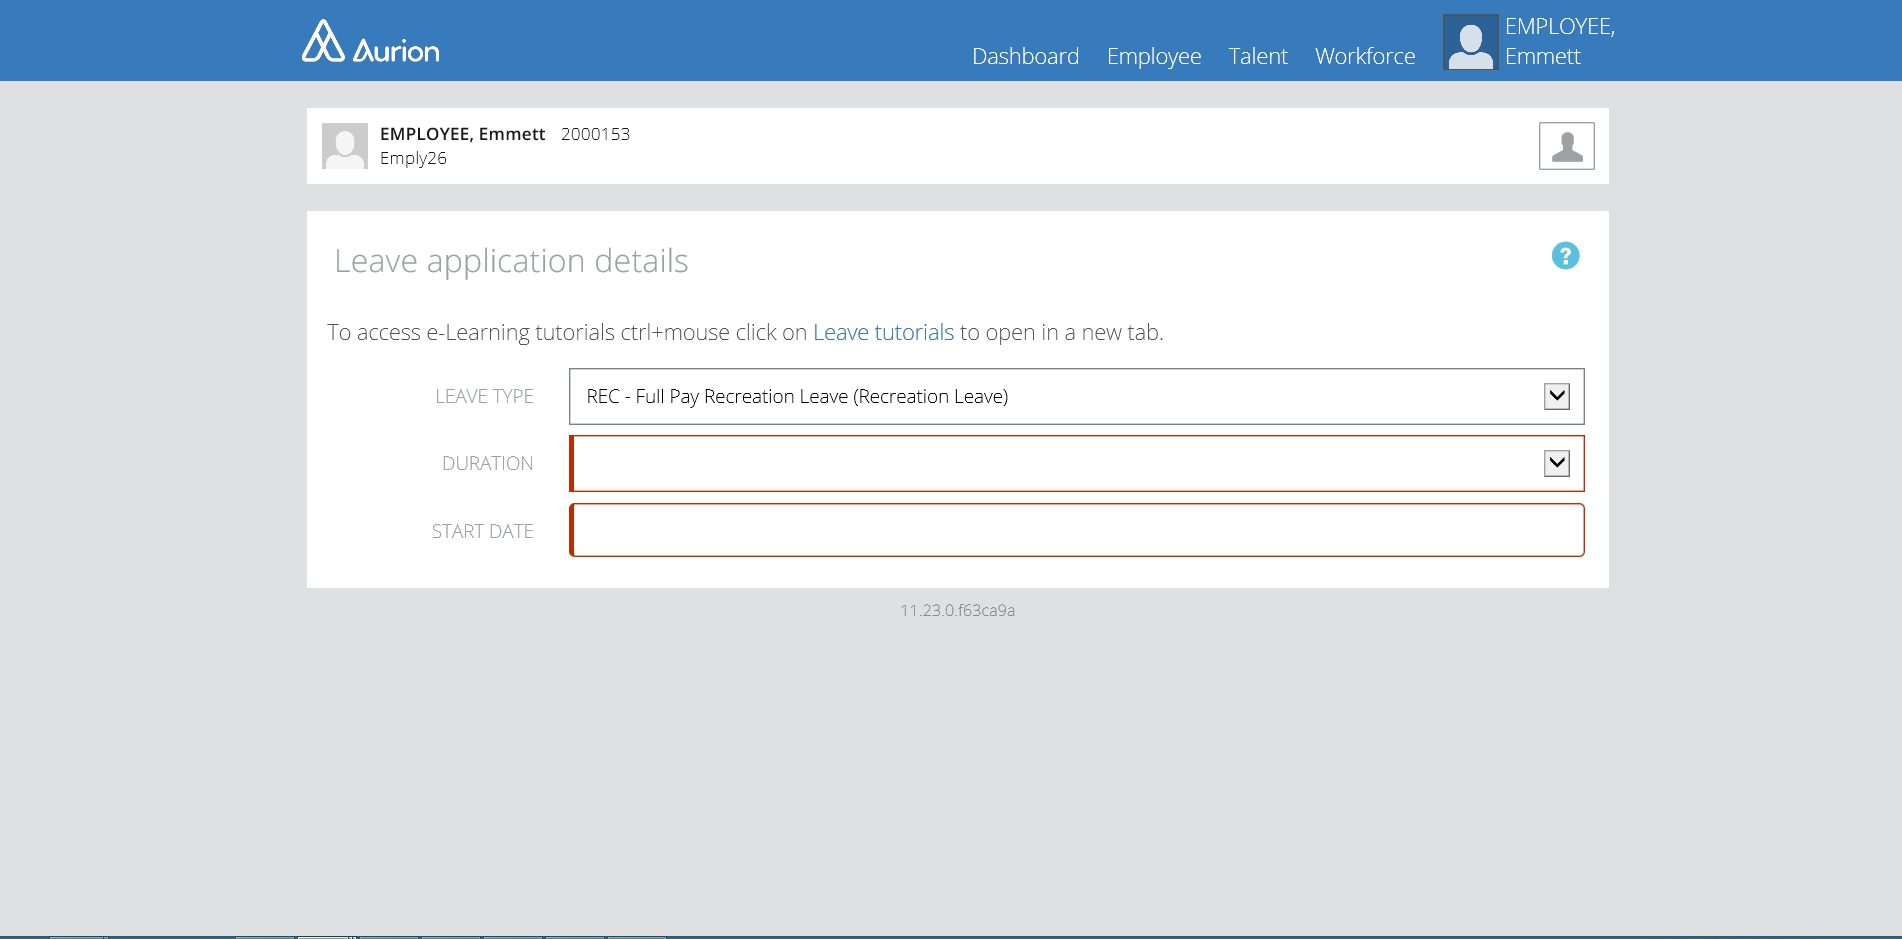 Aurion
Dashboard Employee Talent Workforce EMPLOYEE,
Emmett
EMPLOYEE, Emmett 2000153
Emply26
Leave application details
?
To access e-Learning tutorials ctrl+mouse click on Leave tutorials to open in a new tab.
LEAVE TYPE REC - Full Pay Recreation Leave (Recreation Leave)
DURATION
START DATE
11.23.0.f63ca9a